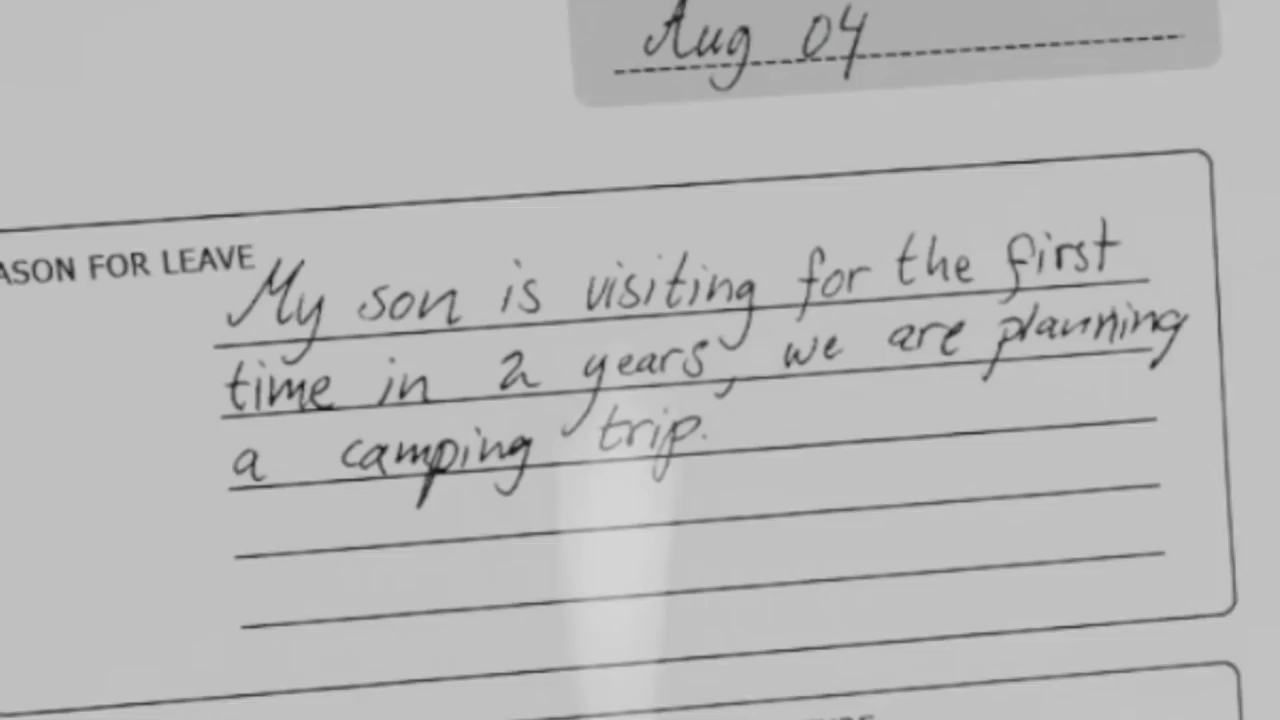 Aug 04
ASON FOR LEAVE
My son is visiting for the first
time in 2 years, we are planning
a camping trip.